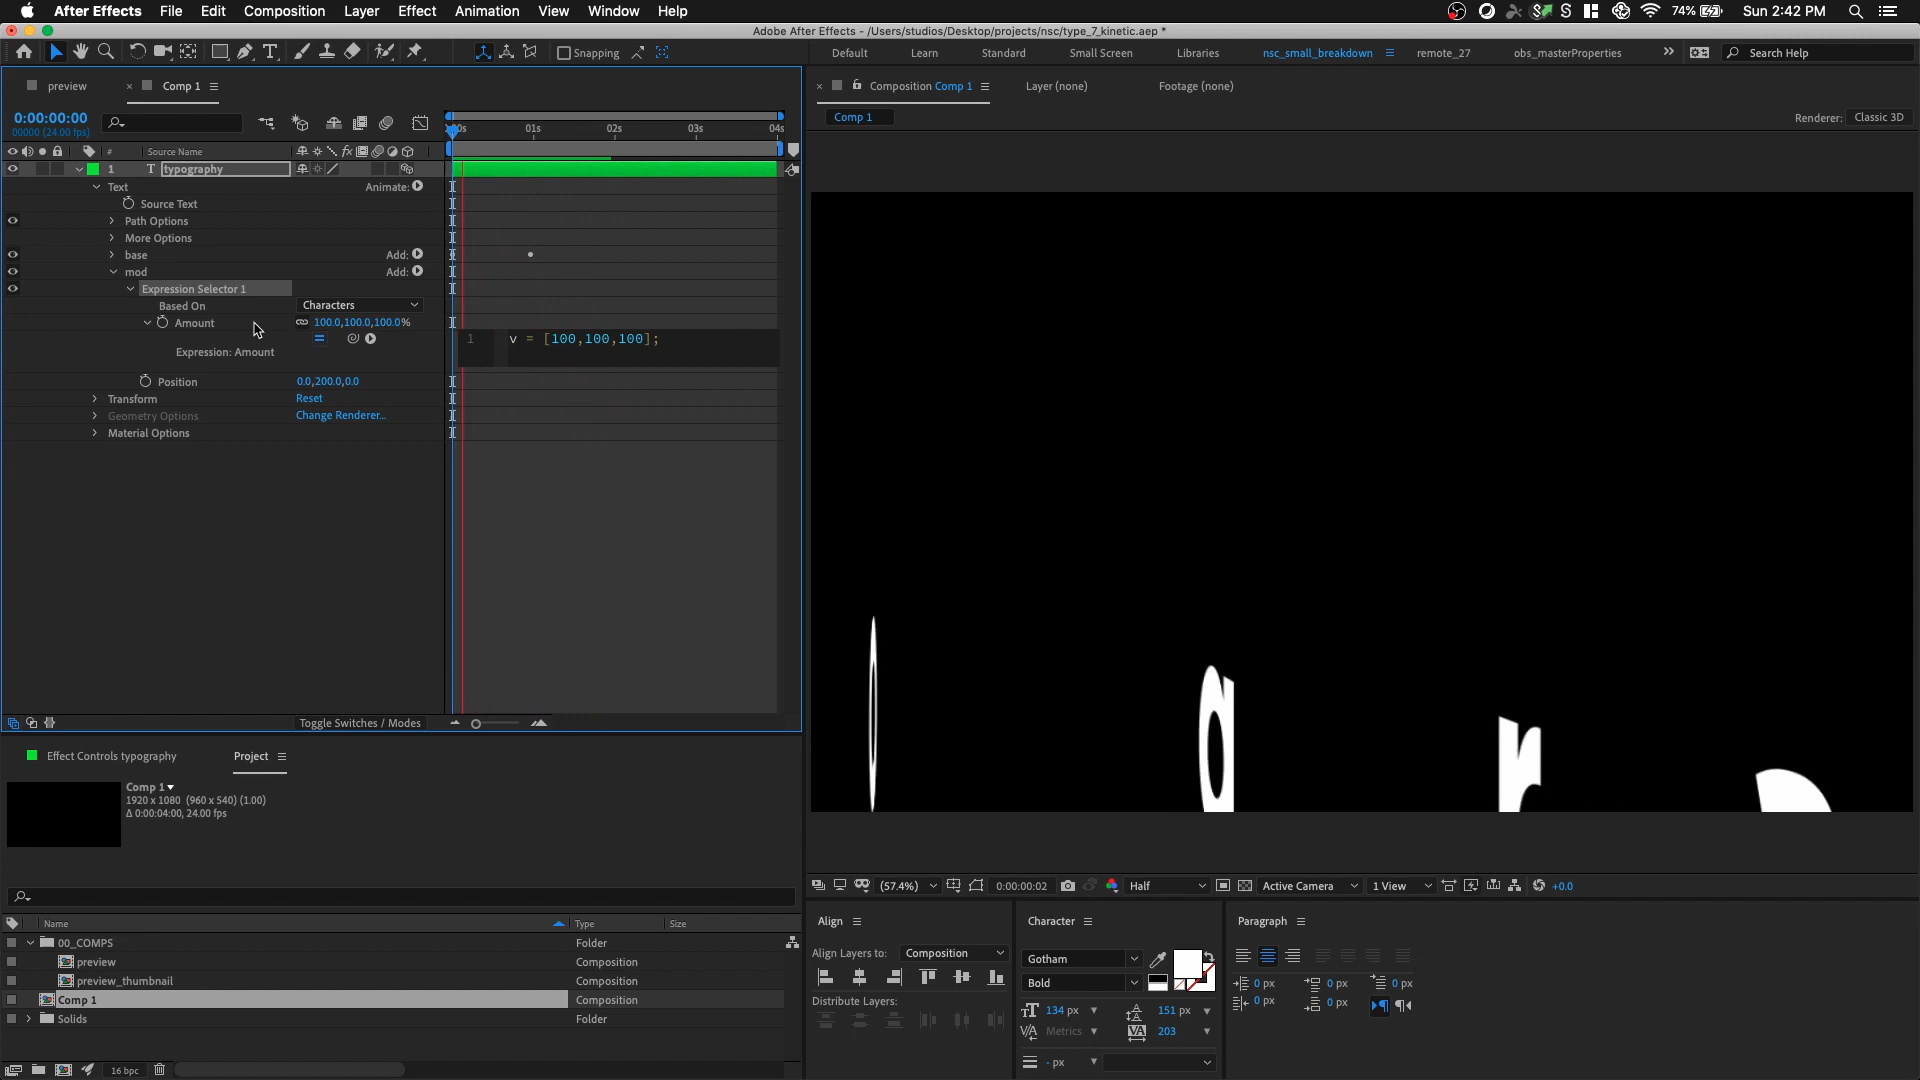 After Effects File Edit Composition Layer Effect Animation View Window Help 74% Sun 2:42 PM
Adobe After Effects - /Users/studios/Desktop/projects/nsc/type_7_kinetic.aep *
Snapping Default Learn Standard Small Screen Libraries nsc_small_breakdown remote_27 obs_masterProperties Search Help
preview Comp 1
Composition Comp 1 Layer (none) Footage (none)
0:00:00:00
00000 (24.00 fps)
01s 02s 03s 04s
Comp 1 Renderer: Classic 3D
# Source Name
1 T typography
Text Animate:
Source Text
Path Options
More Options
base Add:
mod Add:
Expression Selector 1
Based On Characters
Amount 100.0,100.0,100.0%
1 v = [100,100,100];
Expression: Amount
Position 0.0,200.0,0.0
Transform Reset
Geometry Options Change Renderer...
Material Options
a r
Toggle Switches / Modes
Effect Controls typography Project
Comp 1
1920 x 1080 (960 x 540) (1.00)
Δ 0:00:04:00, 24.00 fps
(57.4%) 0:00:00:02 Half Active Camera 1 View +0.0
Name Type Size
00_COMPS Folder
preview Composition
preview_thumbnail Composition
Comp 1 Composition
Solids Folder
16 bpc
Align
Align Layers to: Composition
Distribute Layers:
Character
Gotham
Bold
134 px 151 px
Metrics 203
- px
Paragraph
0 px 0 px 0 px
0 px 0 px